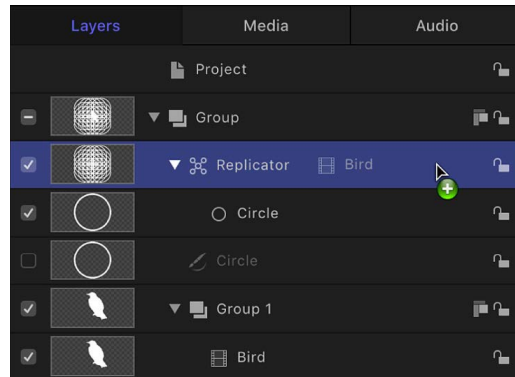 Layers Media Audio
Project
Group
Replicator Bird
Circle
Circle
Group 1
Bird